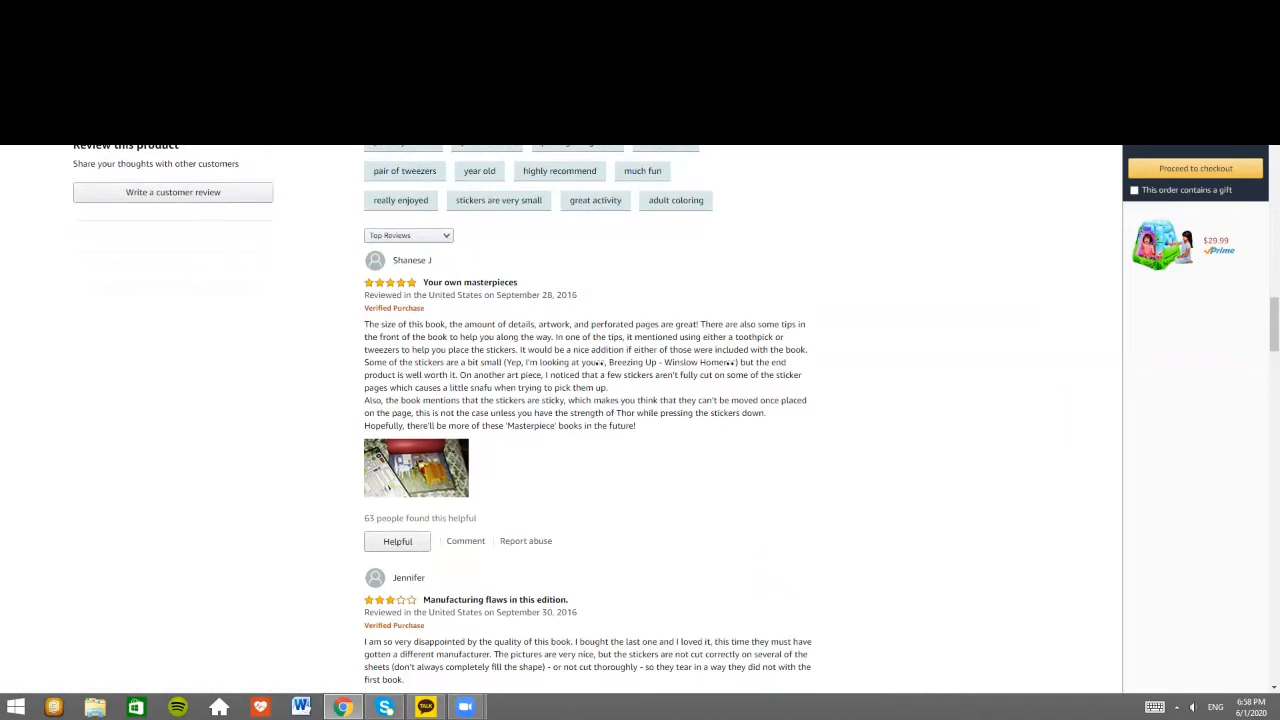 Review this product
Share your thoughts with other customers
Write a customer review
pair of tweezers
year old
highly recommend
much fun
really enjoyed
stickers are very small
great activity
adult coloring
Top Reviews
Shanese J
Your own masterpieces
Reviewed in the United States on September 28, 2016
Verified Purchase
The size of this book, the amount of details, artwork, and perforated pages are great! There are also some tips in
the front of the book to help you along the way. In one of the tips, it mentioned using either a toothpick or
tweezers to help you place the stickers. It would be a nice addition if either of those were included with the book.
Some of the stickers are a bit small (Yep, I'm looking at you👀, Breezing Up - Winslow Homer👀) but the end
product is well worth it. On another art piece, I noticed that a few stickers aren't fully cut on some of the sticker
pages which causes a little snafu when trying to pick them up.
Also, the book mentions that the stickers are sticky, which makes you think that they can't be moved once placed
on the page, this is not the case unless you have the strength of Thor while pressing the stickers down.
Hopefully, there'll be more of these 'Masterpiece' books in the future!
63 people found this helpful
Helpful
Comment
Report abuse
Jennifer
Manufacturing flaws in this edition.
Reviewed in the United States on September 30, 2016
Verified Purchase
I am so very disappointed by the quality of this book. I bought the last one and I loved it, this time they must have
gotten a different manufacturer. The pictures are very nice, but the stickers are not cut correctly on several of the
sheets (don't always completely fill the shape) - or not cut thoroughly - so they tear in a way they did not with the
first book.
Proceed to checkout
This order contains a gift
$29.99
Prime
TALK
ENG
6:58 PM
6/1/2020